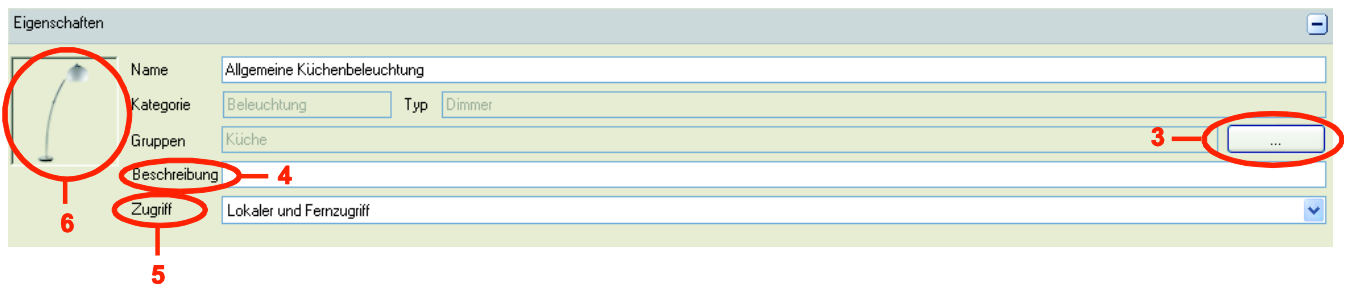 Eigenschaften
Name Allgemeine Küchenbeleuchtung
Kategorie Beleuchtung Typ Dimmer
Gruppen Küche 3 ...
Beschreibung 4
Zugriff Lokaler und Fernzugriff
6
5